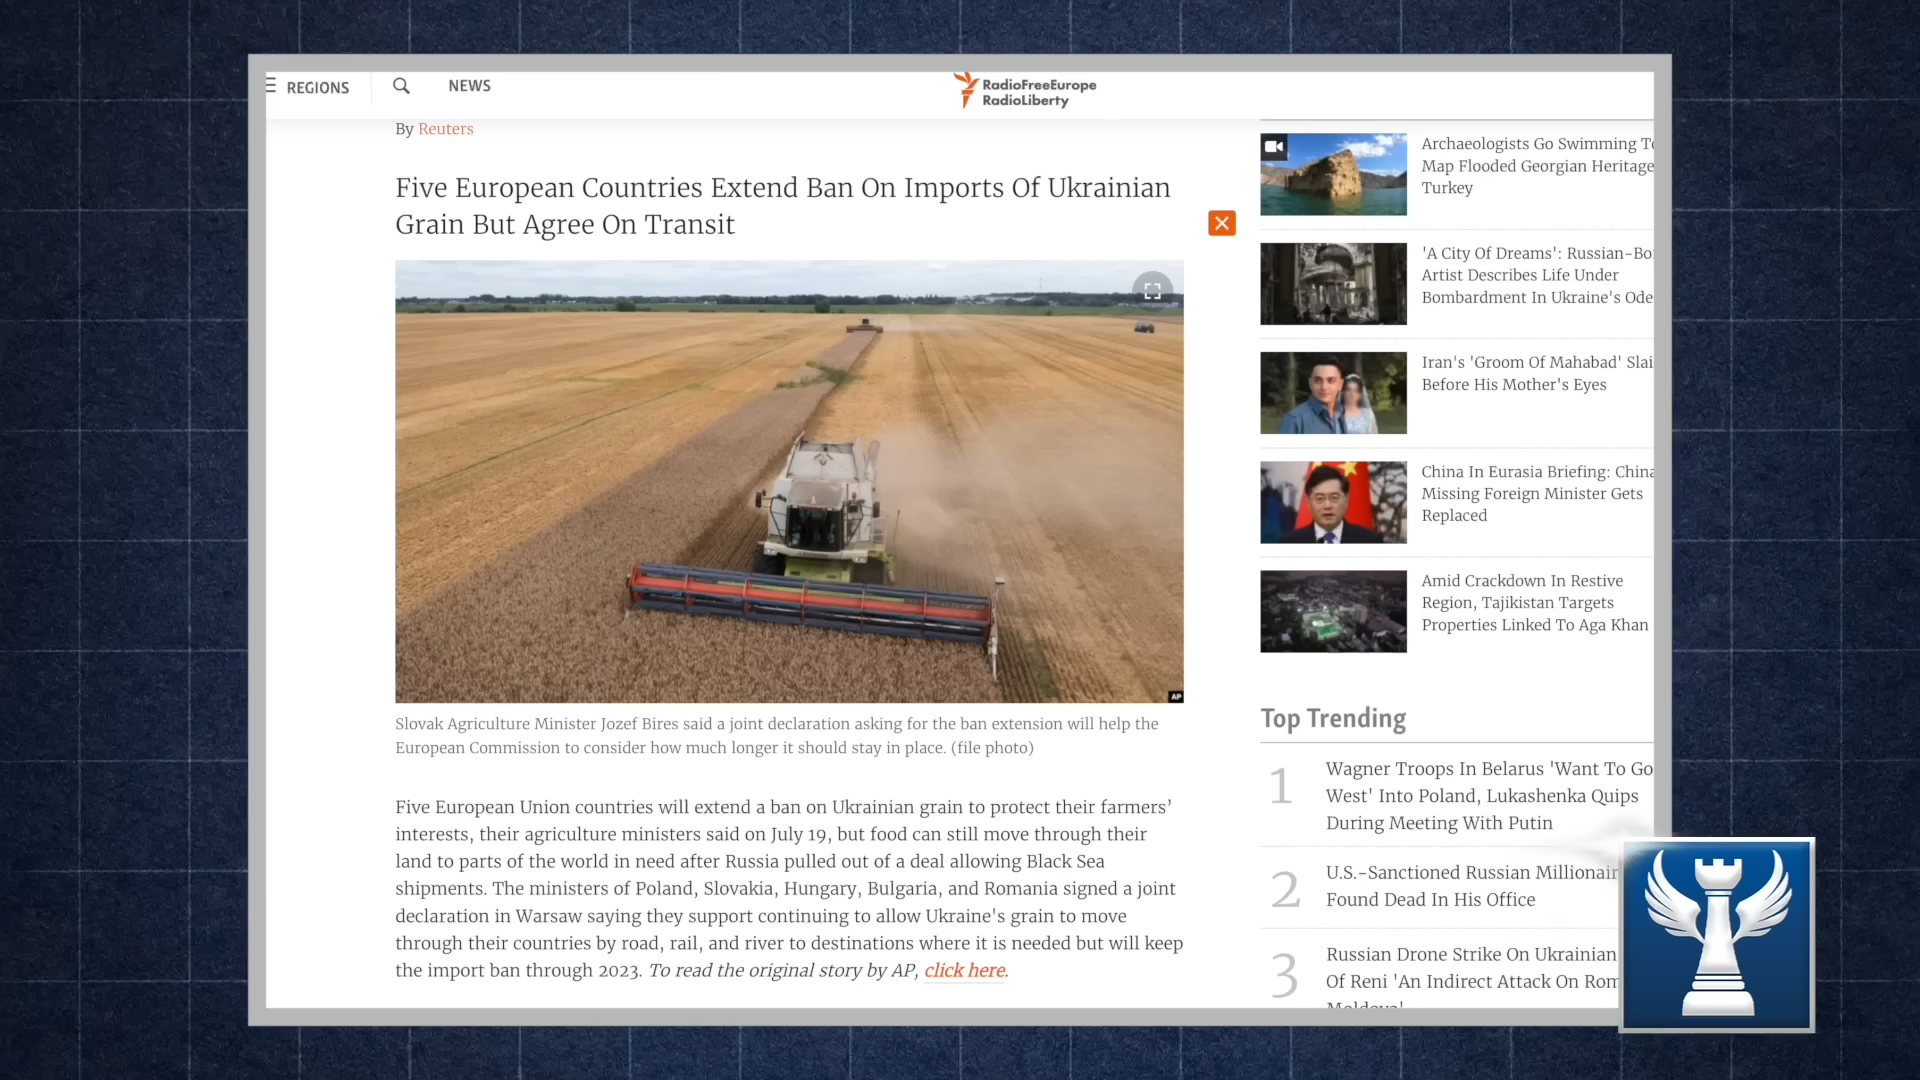 REGIONS
NEWS
RadioFreeEurope
RadioLiberty
By Reuters
Five European Countries Extend Ban On Imports Of Ukrainian
Grain But Agree On Transit
AP
Slovak Agriculture Minister Jozef Bires said a joint declaration asking for the ban extension will help the
European Commission to consider how much longer it should stay in place. (file photo)
Five European Union countries will extend a ban on Ukrainian grain to protect their farmers’
interests, their agriculture ministers said on July 19, but food can still move through their
land to parts of the world in need after Russia pulled out of a deal allowing Black Sea
shipments. The ministers of Poland, Slovakia, Hungary, Bulgaria, and Romania signed a joint
declaration in Warsaw saying they support continuing to allow Ukraine's grain to move
through their countries by road, rail, and river to destinations where it is needed but will keep
the import ban through 2023. To read the original story by AP, click here.
Archaeologists Go Swimming
Map Flooded Georgian Heritage
Turkey
'A City Of Dreams':
Artist Describes Life Under
Bombardment In Ukraine's
Iran's 'Groom Of Mahabad'
Before His Mother's Eyes
China In Eurasia Briefing:
Missing Foreign Minister Gets
Replaced
Amid Crackdown In Restive
Region, Tajikistan Targets
Properties Linked To Aga Khan
Top Trending
1
Wagner Troops In Belarus 'Want To Go
West' Into Poland, Lukashenka Quips
During Meeting With Putin
2
U.S.-Sanctioned Russian
Found Dead In His Office
3
Russian Drone Strike On Ukrainian
Of Reni 'An Indirect Attack On